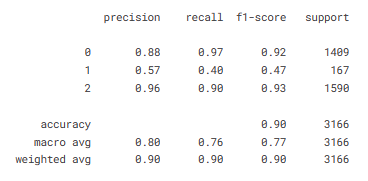 precision recall f1-score support
0 0.88 0.97 0.92 1409
1 0.57 0.40 0.47 167
2 0.96 0.90 0.93 1590
accuracy 0.90 3166
macro avg 0.80 0.76 0.77 3166
weighted avg 0.90 0.90 0.90 3166